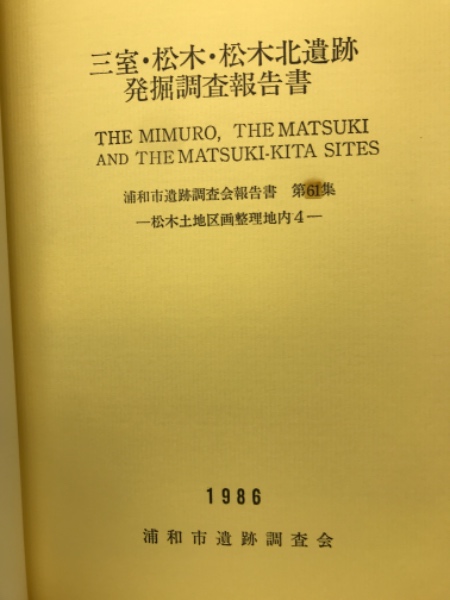 三室・松木・松木北遺跡
発掘調査報告書
THE MIMURO, THE MATSUKI
AND THE MATSUKI-KITA SITES
浦和市遺跡調査会報告書 第61集
―松木土地区画整理地内4―
1986
浦和市遺跡調査会